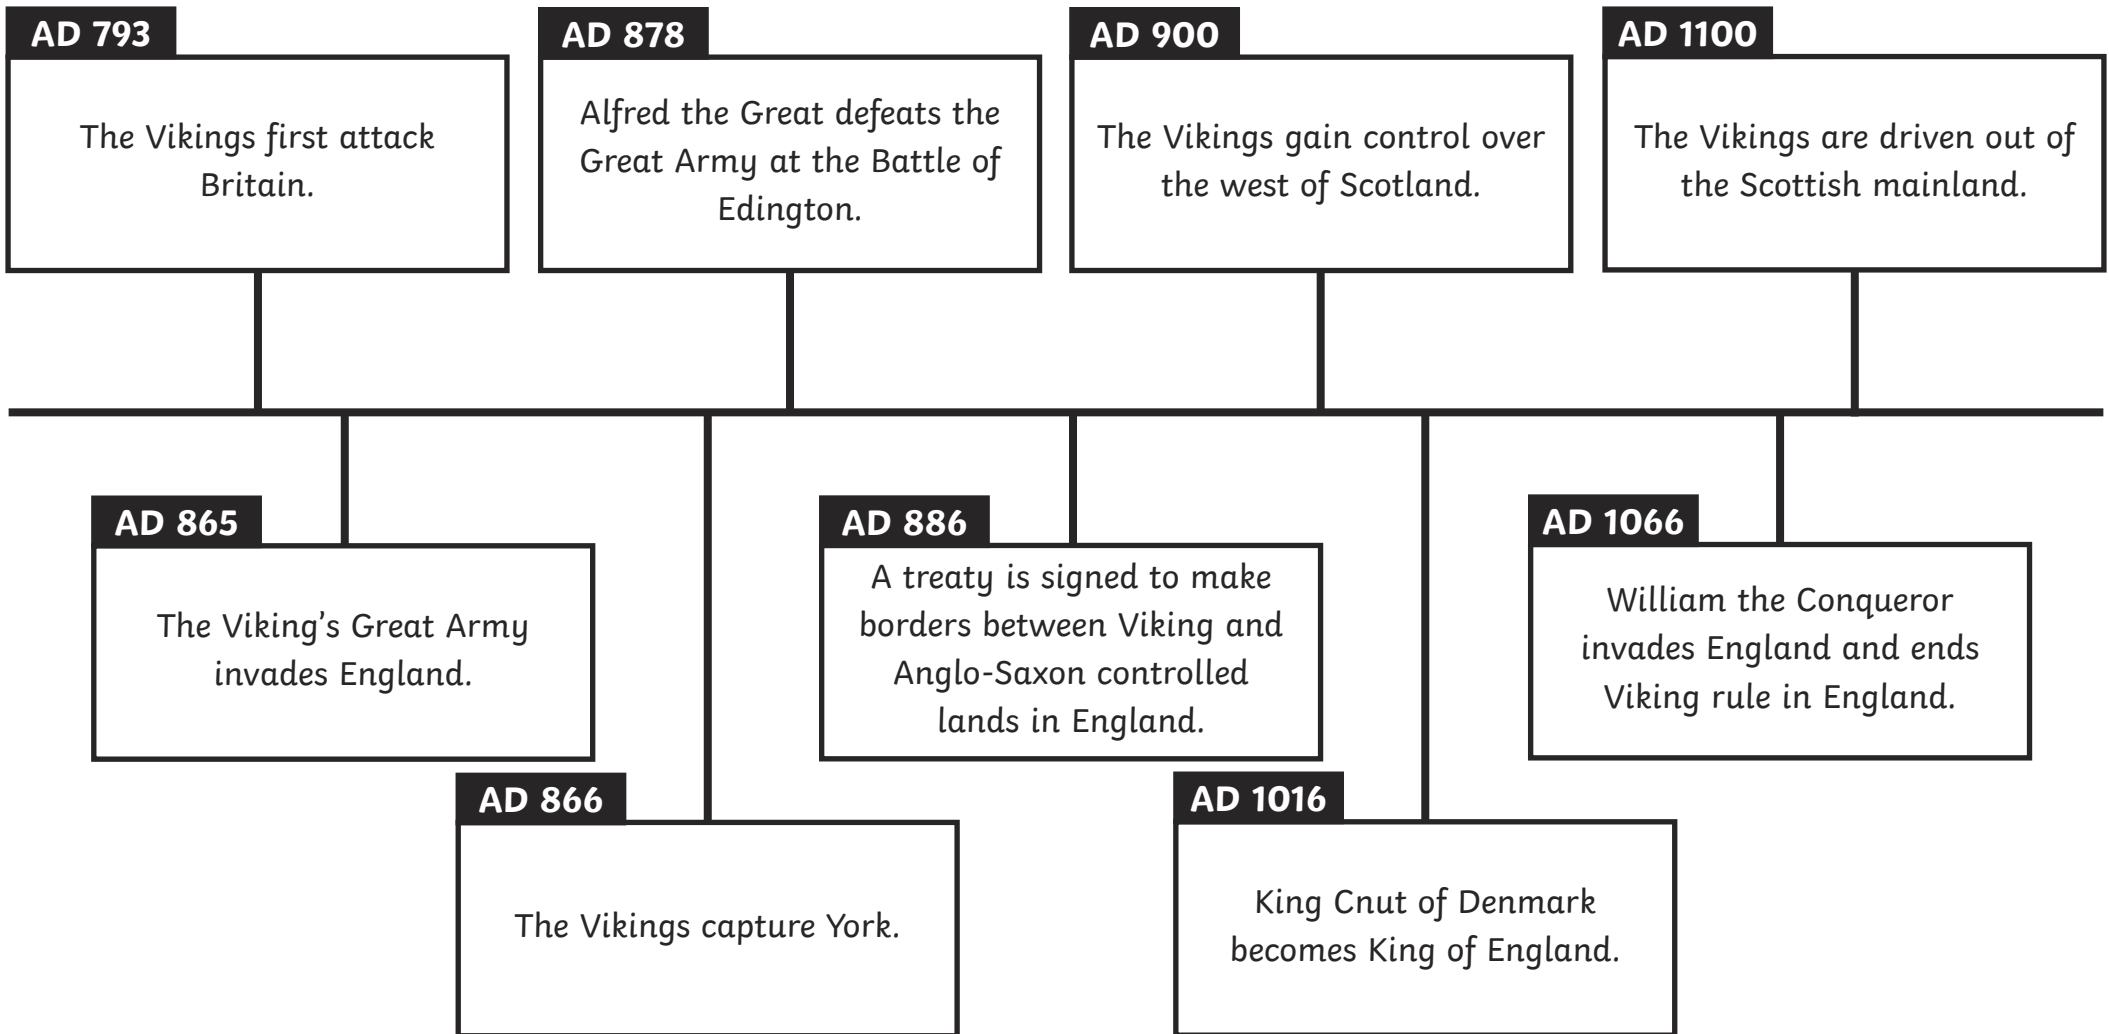 AD 793
The Vikings first attack
Britain.
AD 878
Alfred the Great defeats the
Great Army at the Battle of
Edington.
AD 900
The Vikings gain control over
the west of Scotland.
AD 1100
The Vikings are driven out of
the Scottish mainland.
AD 865
The Viking’s Great Army
invades England.
AD 886
A treaty is signed to make
borders between Viking and
Anglo-Saxon controlled
lands in England.
AD 1066
William the Conqueror
invades England and ends
Viking rule in England.
AD 866
The Vikings capture York.
AD 1016
King Cnut of Denmark
becomes King of England.